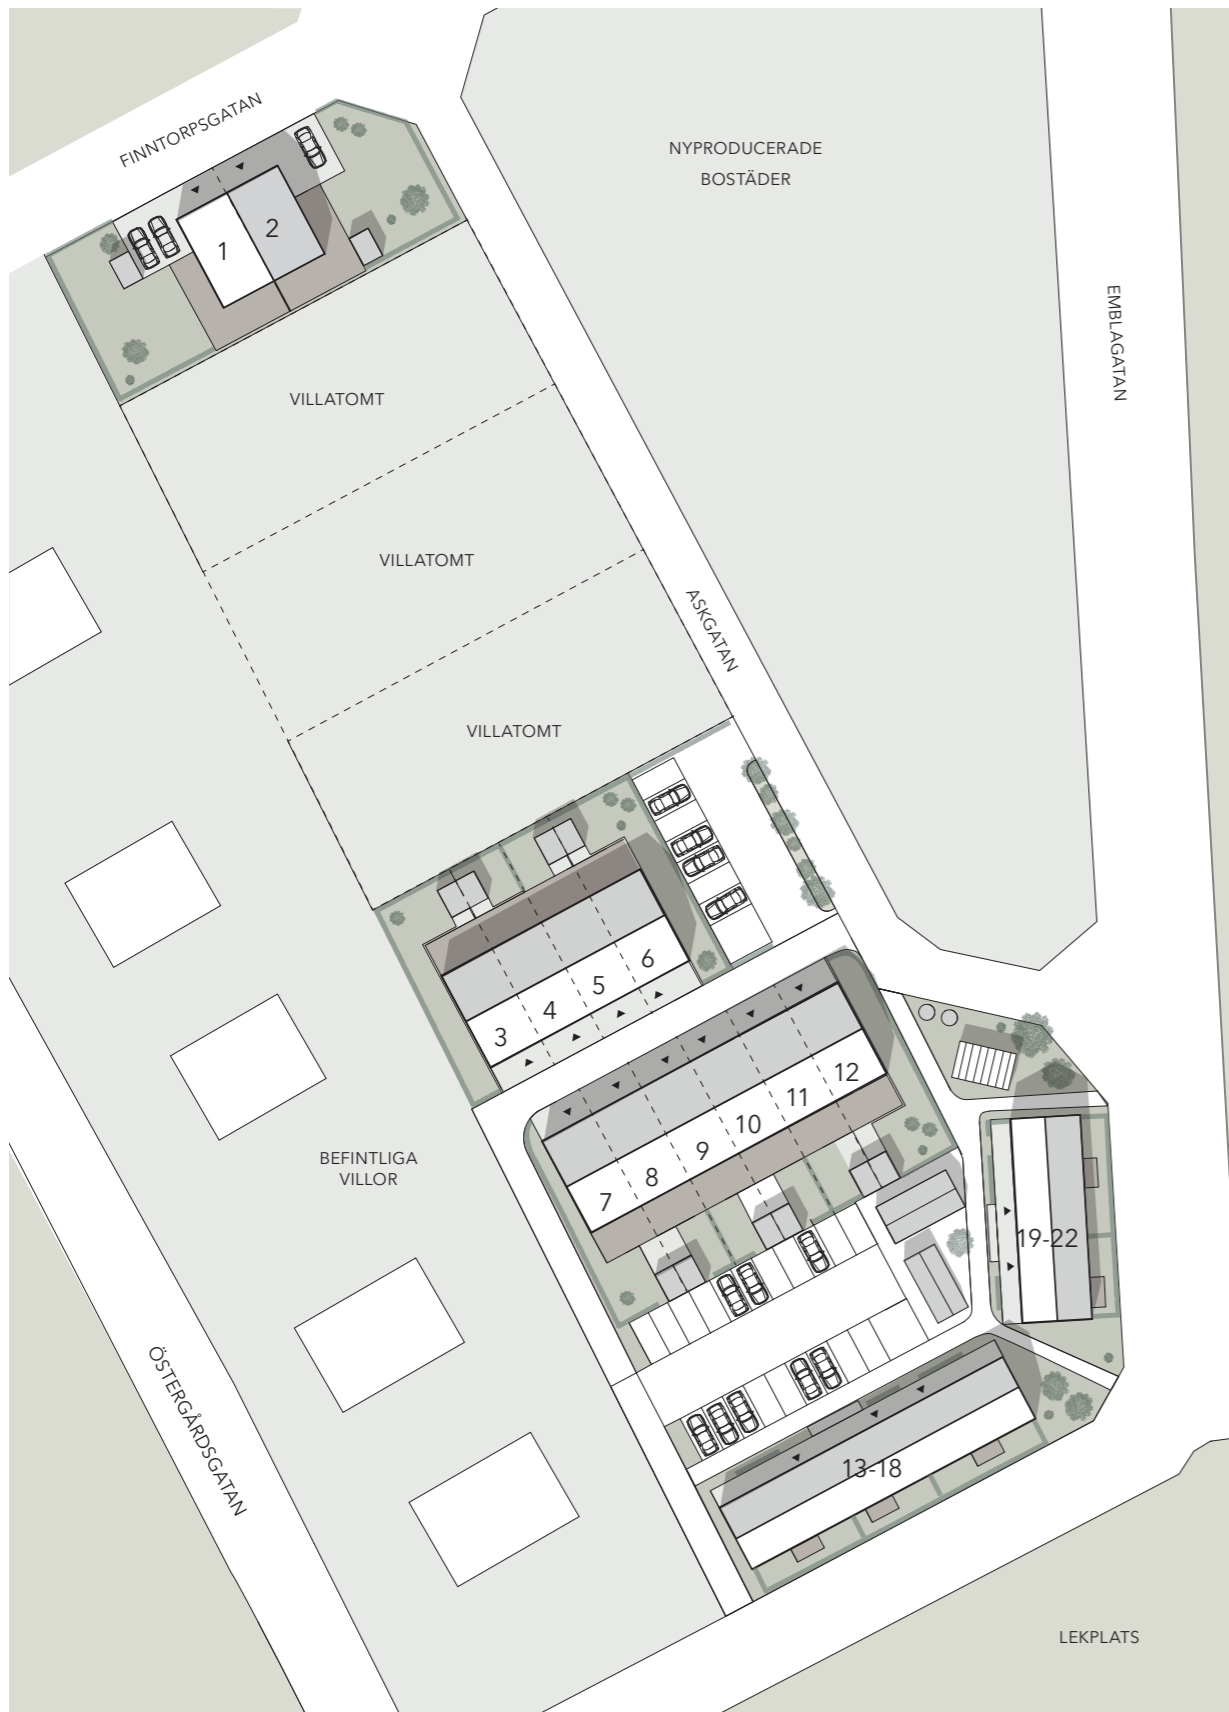 FINNTORPSGATAN
NYPRODUCERADE
BOSTÄDER
1
2
EMBLAGATAN
VILLATOMT
VILLATOMT
ASKGATAN
VILLATOMT
3
4
5
6
7
8
9
10
11
12
BEFINTLIGA
VILLOR
19-22
ÖSTERGÅRDSGATAN
13-18
LEKPLATS